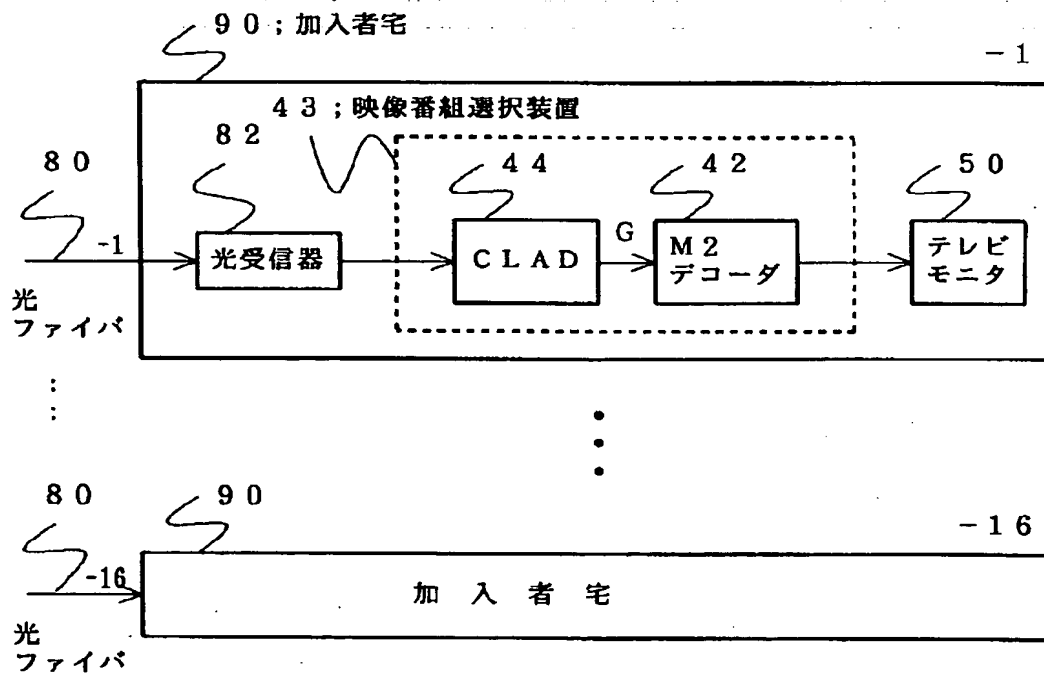 ９０；加入者宅
－１
４３；映像番組選択装置
８２
８０
４４
４２
５０
-1
光受信器
ＣＬＡＤ
G
Ｍ２
デコーダ
テレビ
モニタ
光
ファイバ
８０
９０
－１６
-16
加入者宅
光
ファイバ